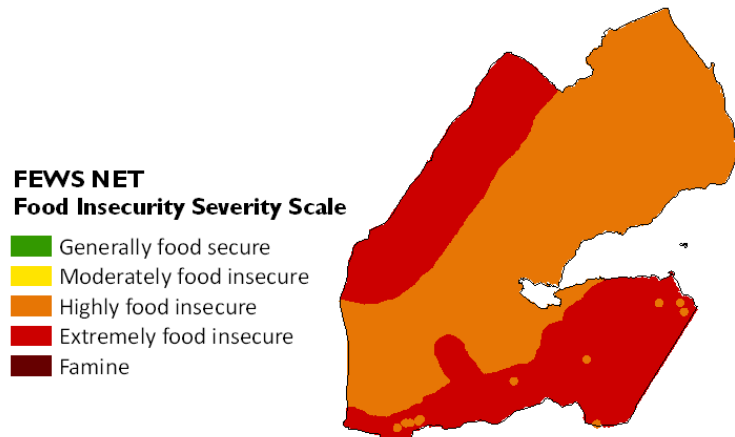 FEWS NET
Food Insecurity Severity Scale
Generally food secure
Moderately food insecure
Highly food insecure
Extremely food insecure
Famine